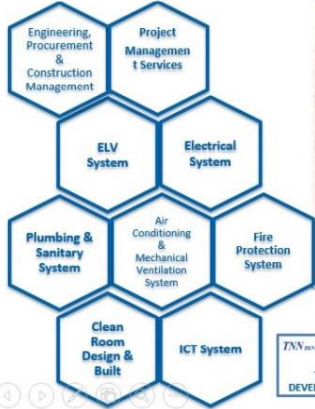 Engineering,
Procurement
&
Construction
Management
Project
Managemen
t Services
ELV
System
Electrical
System
Plumbing &
Sanitary
System
Air
Conditioning
&
Mechanical
Ventilation
System
Fire
Protection
System
Clean
Room
Design &
Built
ICT System
TNN
DEVEL